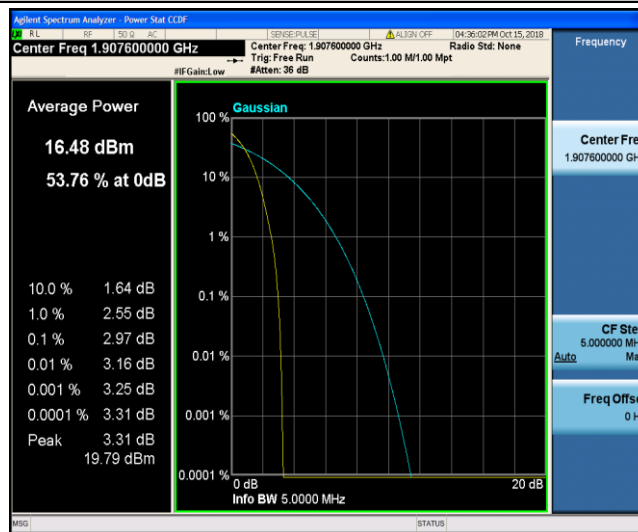 Agilent Spectrum Analyzer - Power Stat CCDF
RL RF 50 Ω AC SENSE:PULSE ALIGN OFF 04:36:02PM Oct 15, 2018
Center Freq 1.907600000 GHz
Center Freq: 1.907600000 GHz Radio Std: None
Trig: Free Run Counts:1.00 M/1.00 Mpt
#IFGain:Low #Atten: 36 dB
Frequency
Average Power
16.48 dBm
53.76 % at 0dB
10.0 % 1.64 dB
1.0 % 2.55 dB
0.1 % 2.97 dB
0.01 % 3.16 dB
0.001 % 3.25 dB
0.0001 % 3.31 dB
Peak 3.31 dB
19.79 dBm
Gaussian
100 %
10 %
1 %
0.1 %
0.01 %
0.001 %
0.0001 %
0 dB 20 dB
Info BW 5.0000 MHz
Center Fre
1.907600000 GH
CF Ste
5.000000 MH
Auto Ma
Freq Offse
0 H
MSG STATUS